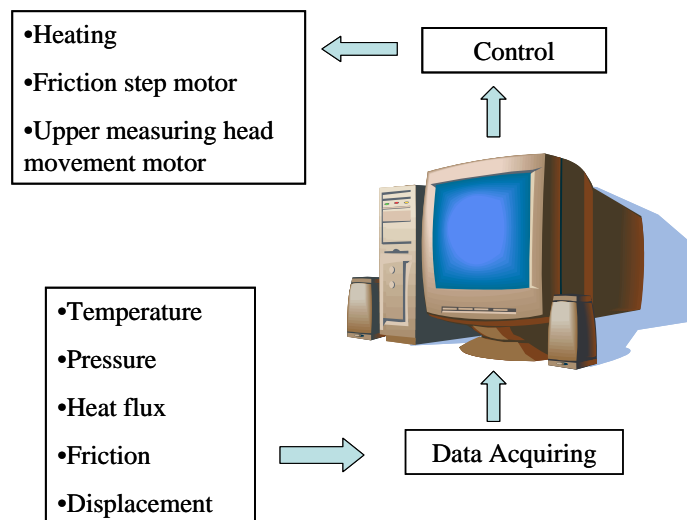 •Heating
•Friction step motor
•Upper measuring head
movement motor
Control
•Temperature
•Pressure
•Heat flux
•Friction
•Displacement
Data Acquiring